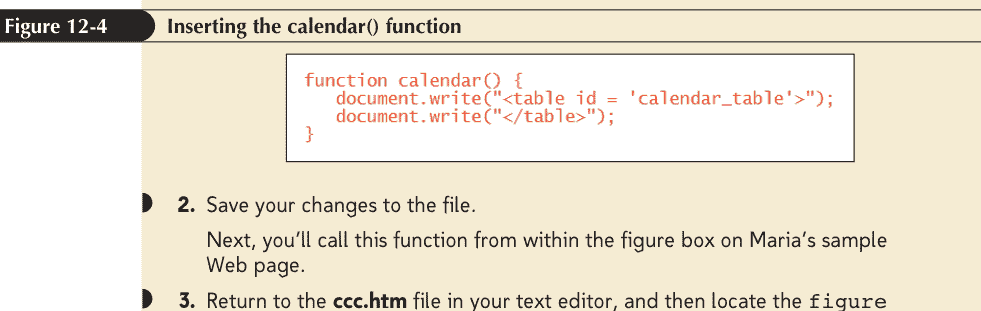 Figure 12-4 Inserting the calendar() function
function calendar() {
document.write("<table id = 'calendar_table'>");
document.write("</table>");
}
2. Save your changes to the file.
Next, you'll call this function from within the figure box on Maria's sample
Web page.
3. Return to the ccc.htm file in your text editor, and then locate the figure